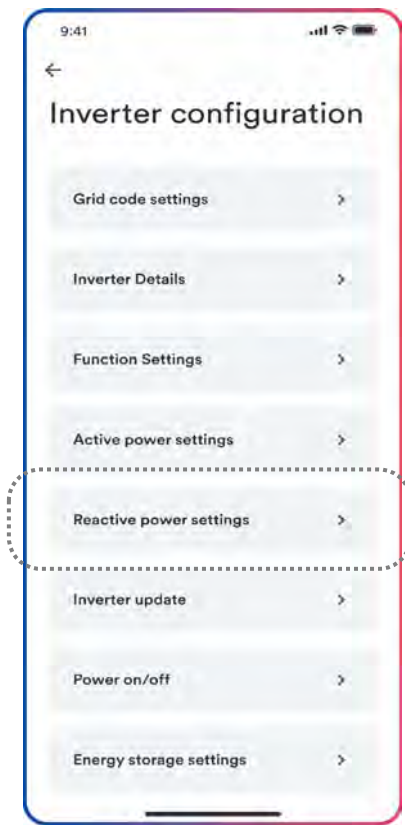 9:41
Inverter configuration
Grid code settings
Inverter Details
Function Settings
Active power settings
Reactive power settings
Inverter update
Power on/off
Energy storage settings